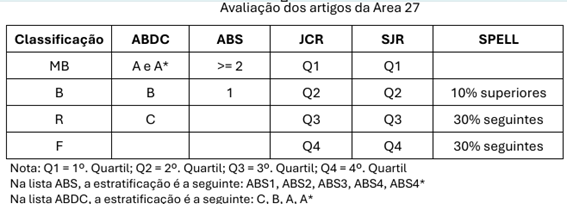 Avaliação dos artigos da Area 27
Classificação ABDC ABS JCR SJR SPELL
MB A e A* >= 2 Q1 Q1
B B 1 Q2 Q2 10% superiores
R C Q3 Q3 30% seguintes
F Q4 Q4 30% seguintes
Nota: Q1 = 1º. Quartil; Q2 = 2º. Quartil; Q3 = 3º. Quartil; Q4 = 4º. Quartil
Na lista ABS, a estratificação é a seguinte: ABS1, ABS2, ABS3, ABS4, ABS4*
Na lista ABDC, a estratificação é a seguinte: C, B, A, A*